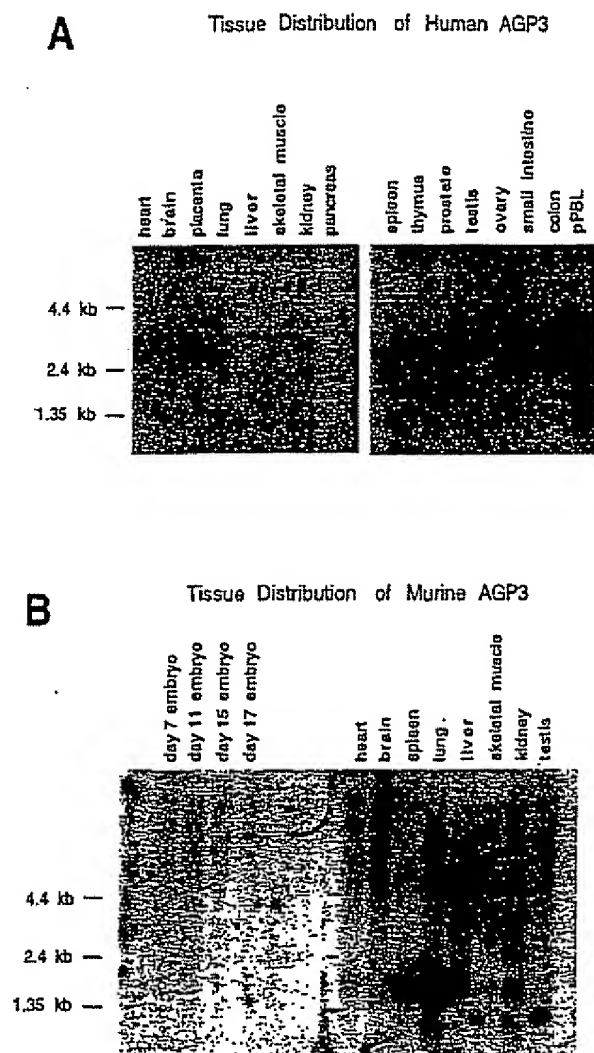 A
Tissue Distribution of Human AGP3
heart
brain
placenta
lung
liver
skeletal muscle
kidney
pancreas
spleen
thymus
prostate
testis
ovary
small intestine
colon
pPBL
4.4 kb
2.4 kb
1.35 kb
B
Tissue Distribution of Murine AGP3
day 7 embryo
day 11 embryo
day 15 embryo
day 17 embryo
heart
brain
spleen
lung
liver
skeletal muscle
kidney
testis
4.4 kb
2.4 kb
1.35 kb